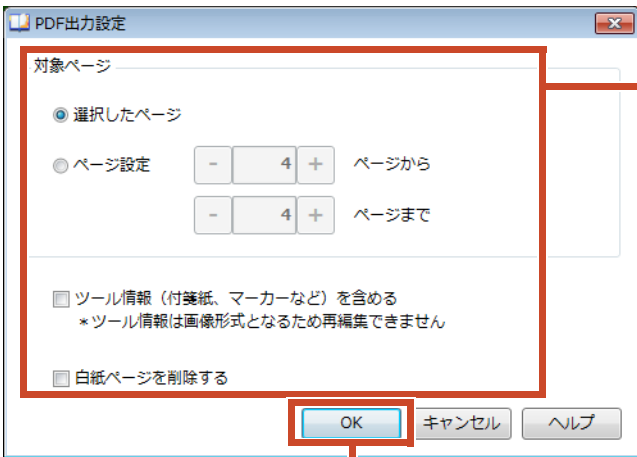 PDF出力設定
対象ページ
選択したページ
ページ設定 - 4 + ページから
- 4 + ページまで
ツール情報（付箋紙、マーカーなど）を含める
*ツール情報は画像形式となるため再編集できません
白紙ページを削除する
OK キャンセル ヘルプ